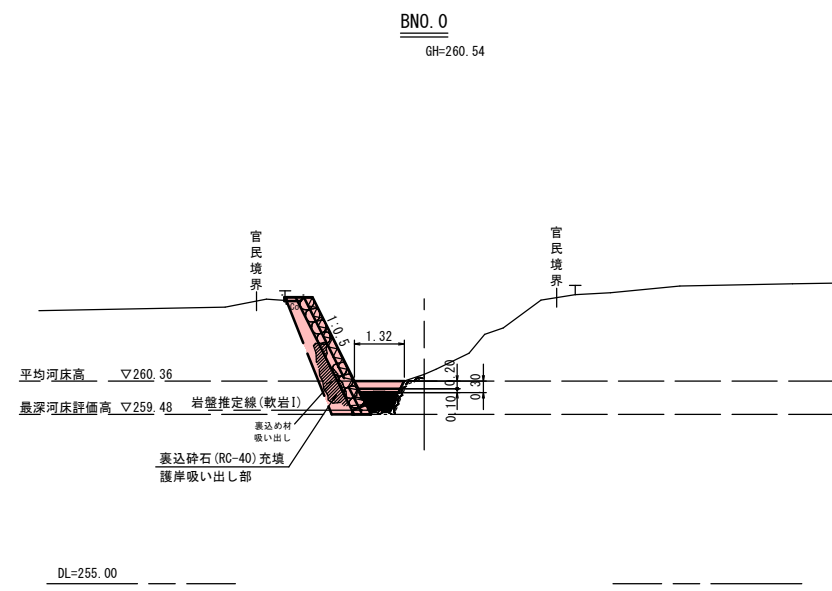 BNO. 0
GH=260.54
官民境界
官民境界
1:0.5
1.32
0.20
0.10
0.30
平均河床高 ▽260.36
最深河床評価高 ▽259.48
岩盤推定線(軟岩I)
裏込め材
吸い出し
裏込砕石(RC-40)充填
護岸吸い出し部
DL=255.00